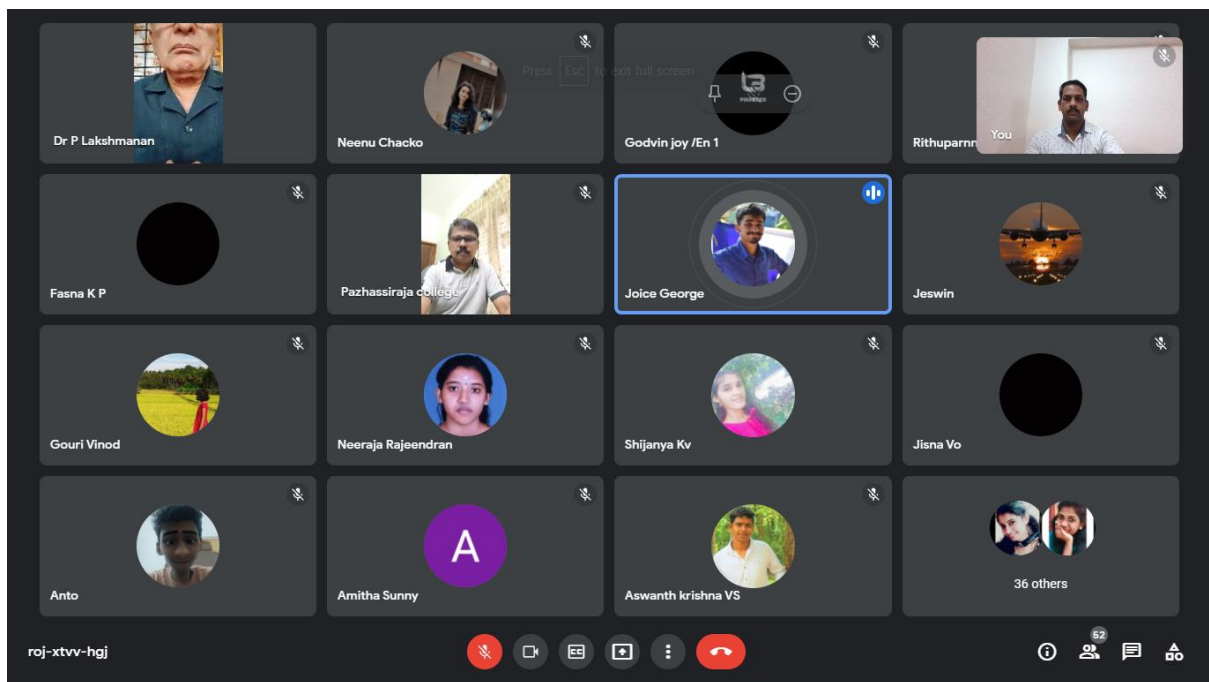 Press Esc to exit full screen
Dr P Lakshmanan
Neenu Chacko
Godvin joy /En 1
Rithuparnn
You
Fasna K P
Pazhassiraja college
Joice George
Jeswin
Gouri Vinod
Neeraja Rajeendran
Shijanya Kv
Jisna Vo
Anto
A
Amitha Sunny
Aswanth krishna VS
36 others
roj-xtvv-hgj
CC
52